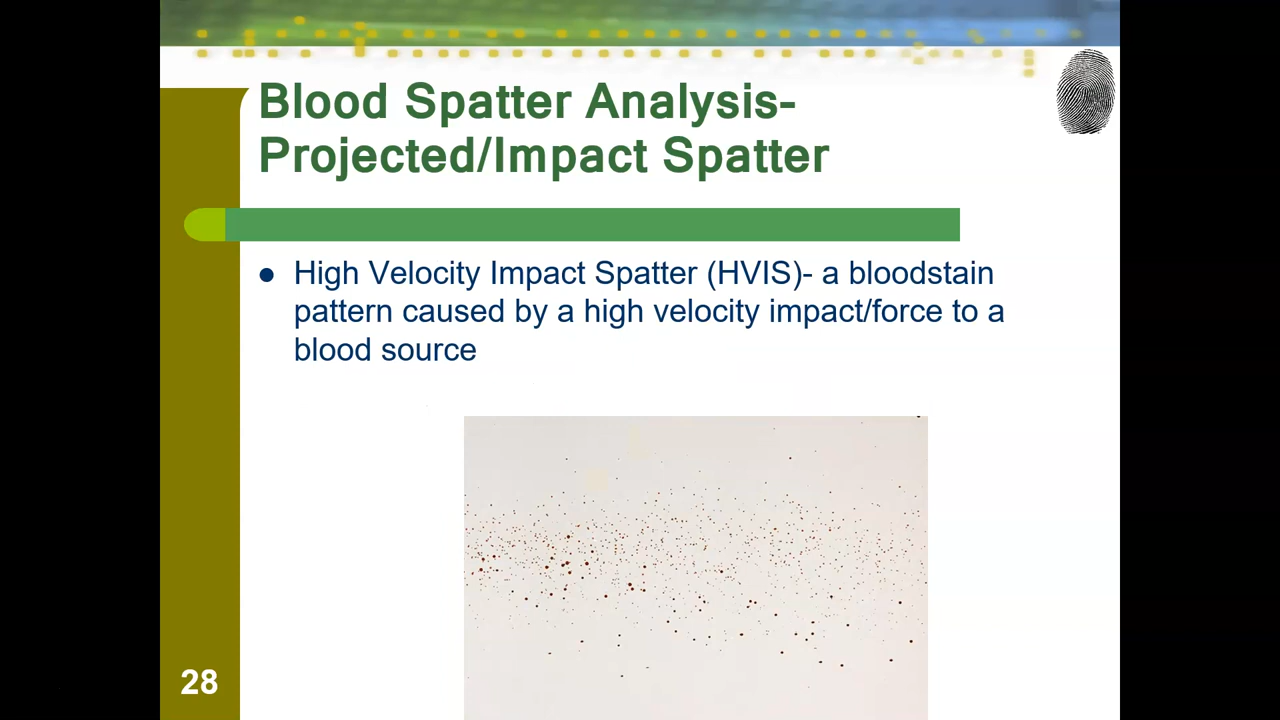 Blood Spatter Analysis-
Projected/Impact Spatter
● High Velocity Impact Spatter (HVIS)- a bloodstain
pattern caused by a high velocity impact/force to a
blood source
28